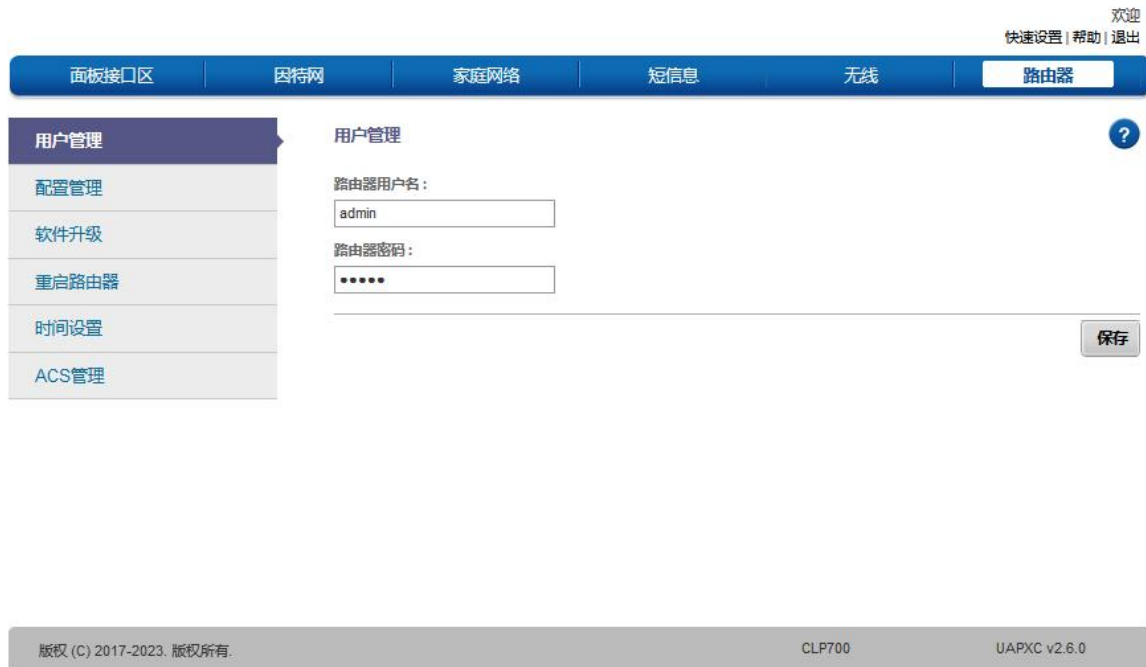 欢迎
快速设置 | 帮助 | 退出
面板接口区 因特网 家庭网络 短信息 无线 路由器
用户管理
配置管理
软件升级
重启路由器
时间设置
ACS管理
用户管理
?
路由器用户名:
admin
路由器密码:
•••••
保存
版权 (C) 2017-2023. 版权所有. CLP700 UAPXC v2.6.0